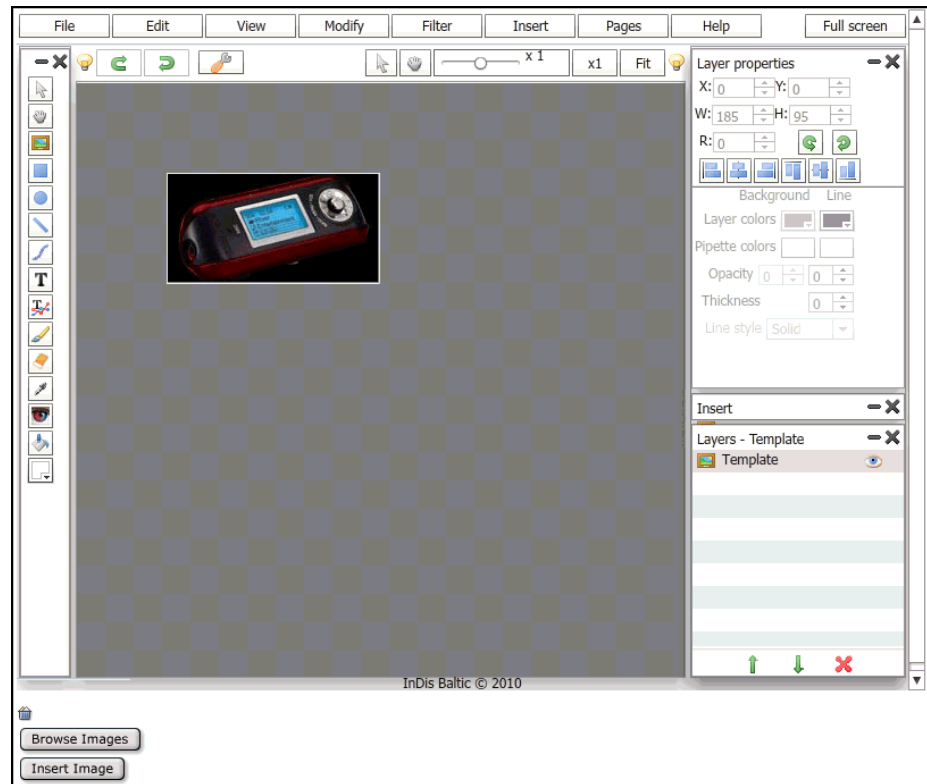 File Edit View Modify Filter Insert Pages Help Full screen
x 1 x1 Fit
Layer properties
X: 0 Y: 0
W: 185 H: 95
R: 0
Background Line
Layer colors
Pipette colors
Opacity 0 0
Thickness 0
Line style Solid
T
T
Insert
Layers - Template
Template
InDis Baltic © 2010
Browse Images
Insert Image